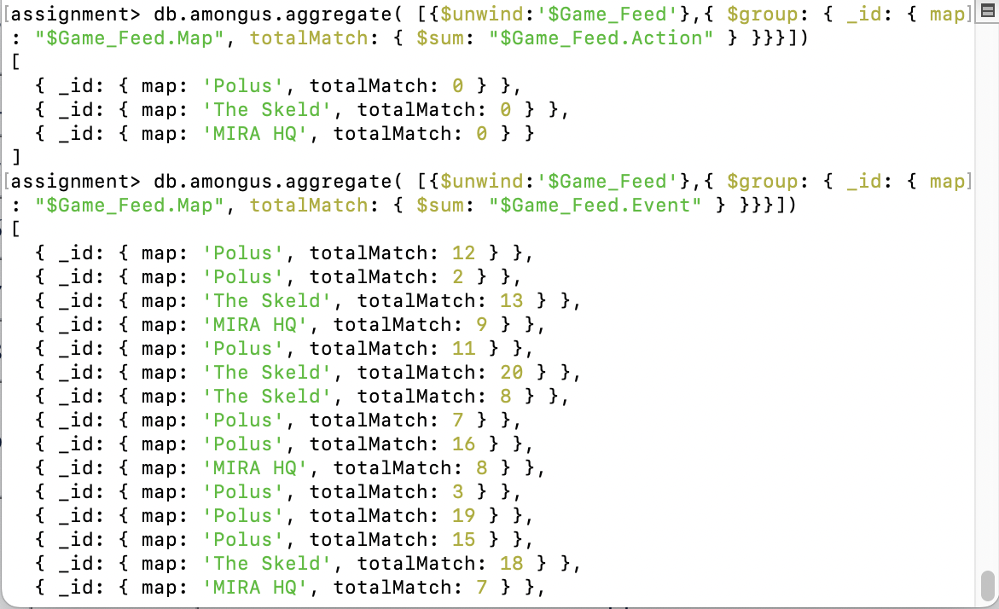 [assignment> db.amongus.aggregate( [{$unwind:'$Game_Feed'},{ $group: { _id: { map]
: "$Game_Feed.Map", totalMatch: { $sum: "$Game_Feed.Action" } }}}])
[
  { _id: { map: 'Polus', totalMatch: 0 } },
  { _id: { map: 'The Skeld', totalMatch: 0 } },
  { _id: { map: 'MIRA HQ', totalMatch: 0 } }
]
[assignment> db.amongus.aggregate( [{$unwind:'$Game_Feed'},{ $group: { _id: { map]
: "$Game_Feed.Map", totalMatch: { $sum: "$Game_Feed.Event" } }}}])
[
  { _id: { map: 'Polus', totalMatch: 12 } },
  { _id: { map: 'Polus', totalMatch: 2 } },
  { _id: { map: 'The Skeld', totalMatch: 13 } },
  { _id: { map: 'MIRA HQ', totalMatch: 9 } },
  { _id: { map: 'Polus', totalMatch: 11 } },
  { _id: { map: 'The Skeld', totalMatch: 20 } },
  { _id: { map: 'The Skeld', totalMatch: 8 } },
  { _id: { map: 'Polus', totalMatch: 7 } },
  { _id: { map: 'Polus', totalMatch: 16 } },
  { _id: { map: 'MIRA HQ', totalMatch: 8 } },
  { _id: { map: 'Polus', totalMatch: 3 } },
  { _id: { map: 'Polus', totalMatch: 19 } },
  { _id: { map: 'Polus', totalMatch: 15 } },
  { _id: { map: 'The Skeld', totalMatch: 18 } },
  { _id: { map: 'MIRA HQ', totalMatch: 7 } },